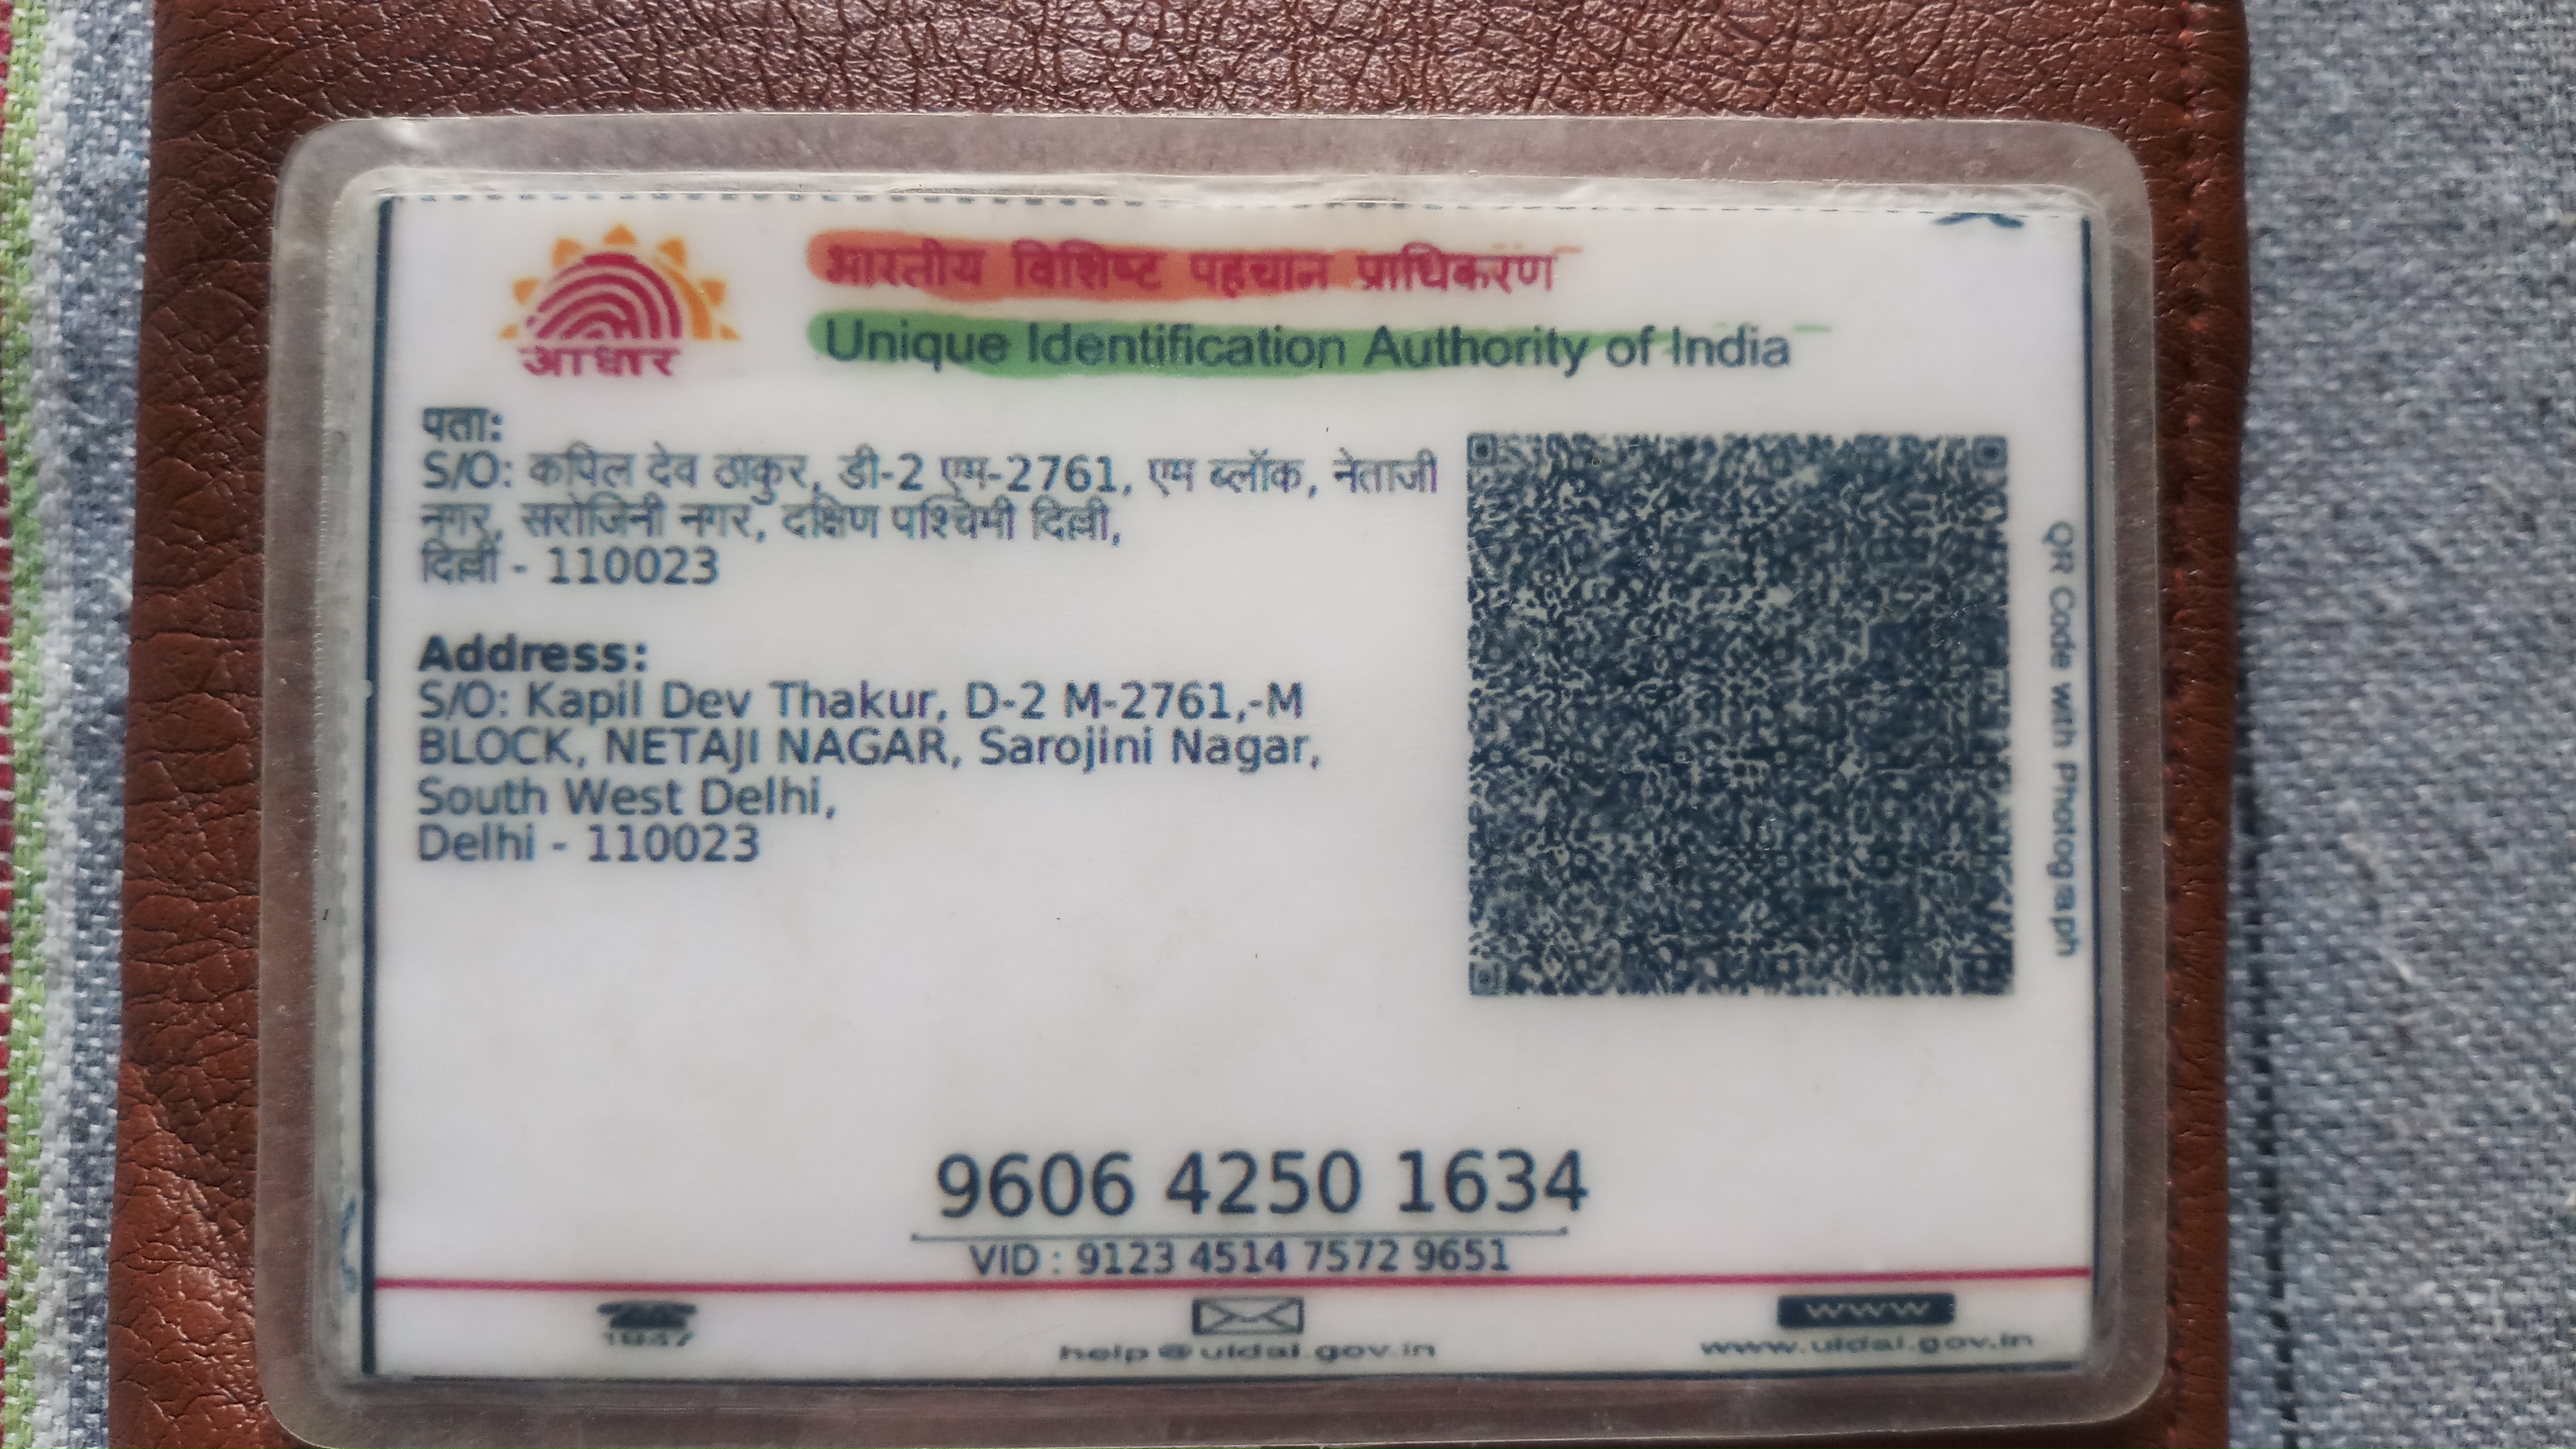 भारतीय विशिष्ट पहचान प्राधिकरण
Unique Identification Authority of India
आधार
पता:
S/O: कपिल देव ठाकुर, डी-2 एम-2761, एम ब्लॉक, नेताजी
नगर, सरोजिनी नगर, दक्षिण पश्चिमी दिल्ली,
दिल्ली - 110023
Address:
S/O: Kapil Dev Thakur, D-2 M-2761,-M
BLOCK, NETAJI NAGAR, Sarojini Nagar,
South West Delhi,
Delhi - 110023
QR Code with Photograph
9606 4250 1634
VID : 9123 4514 7572 9651
1947
help@uidai.gov.in
www
www.uidai.gov.in